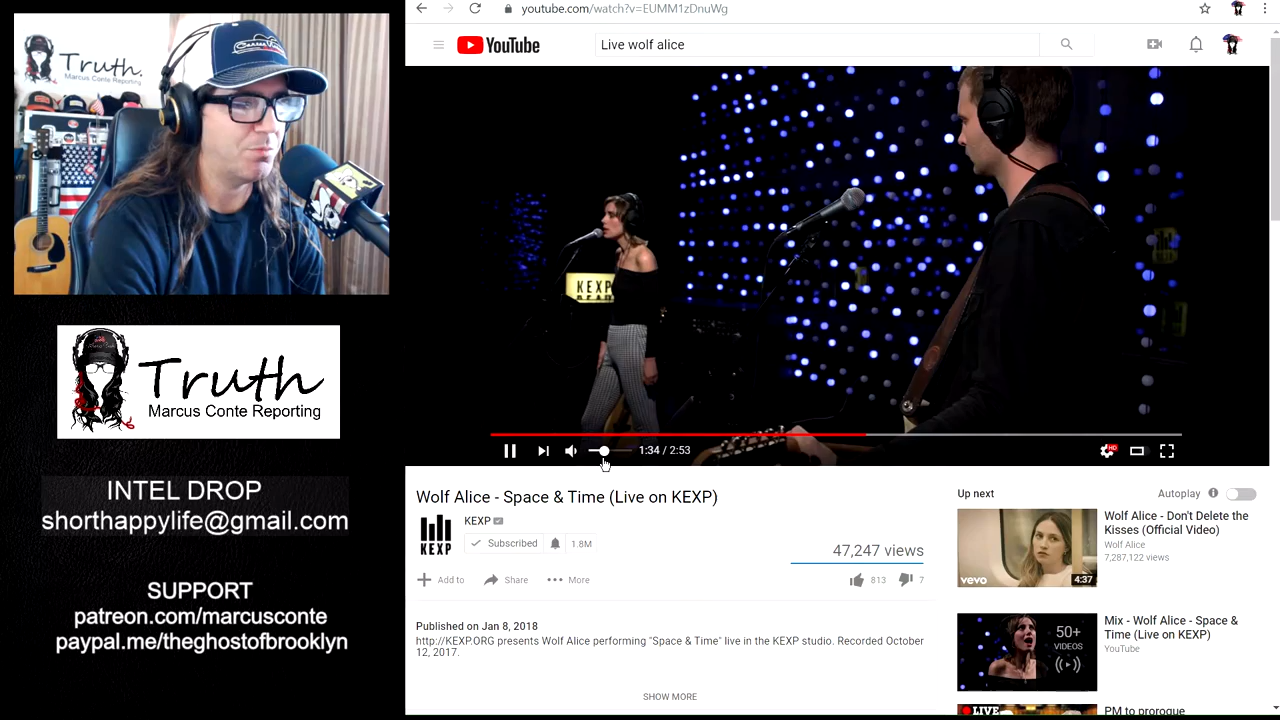 Truth.
Marcus Conte Reporting
Truth
Marcus Conte Reporting
INTEL DROP
shorthappylife@gmail.com
SUPPORT
patreon.com/marcusconte
paypal.me/theghostofbrooklyn
youtube.com/watch?v=EUMM1zDnuWg
YouTube
Live wolf alice
KEXP
1:34 / 2:53
HD
Wolf Alice - Space & Time (Live on KEXP)
KEXP
KEXP
Subscribed
1.8M
47,247 views
Add to
Share
More
813
7
Published on Jan 8, 2018
http://KEXP.ORG presents Wolf Alice performing "Space & Time" live in the KEXP studio. Recorded October
12, 2017.
SHOW MORE
Up next
Autoplay
vevo
4:37
Wolf Alice - Don't Delete the
Kisses (Official Video)
Wolf Alice
7,287,122 views
50+
VIDEOS
Mix - Wolf Alice - Space &
Time (Live on KEXP)
YouTube
LIVE
PM to prorogue